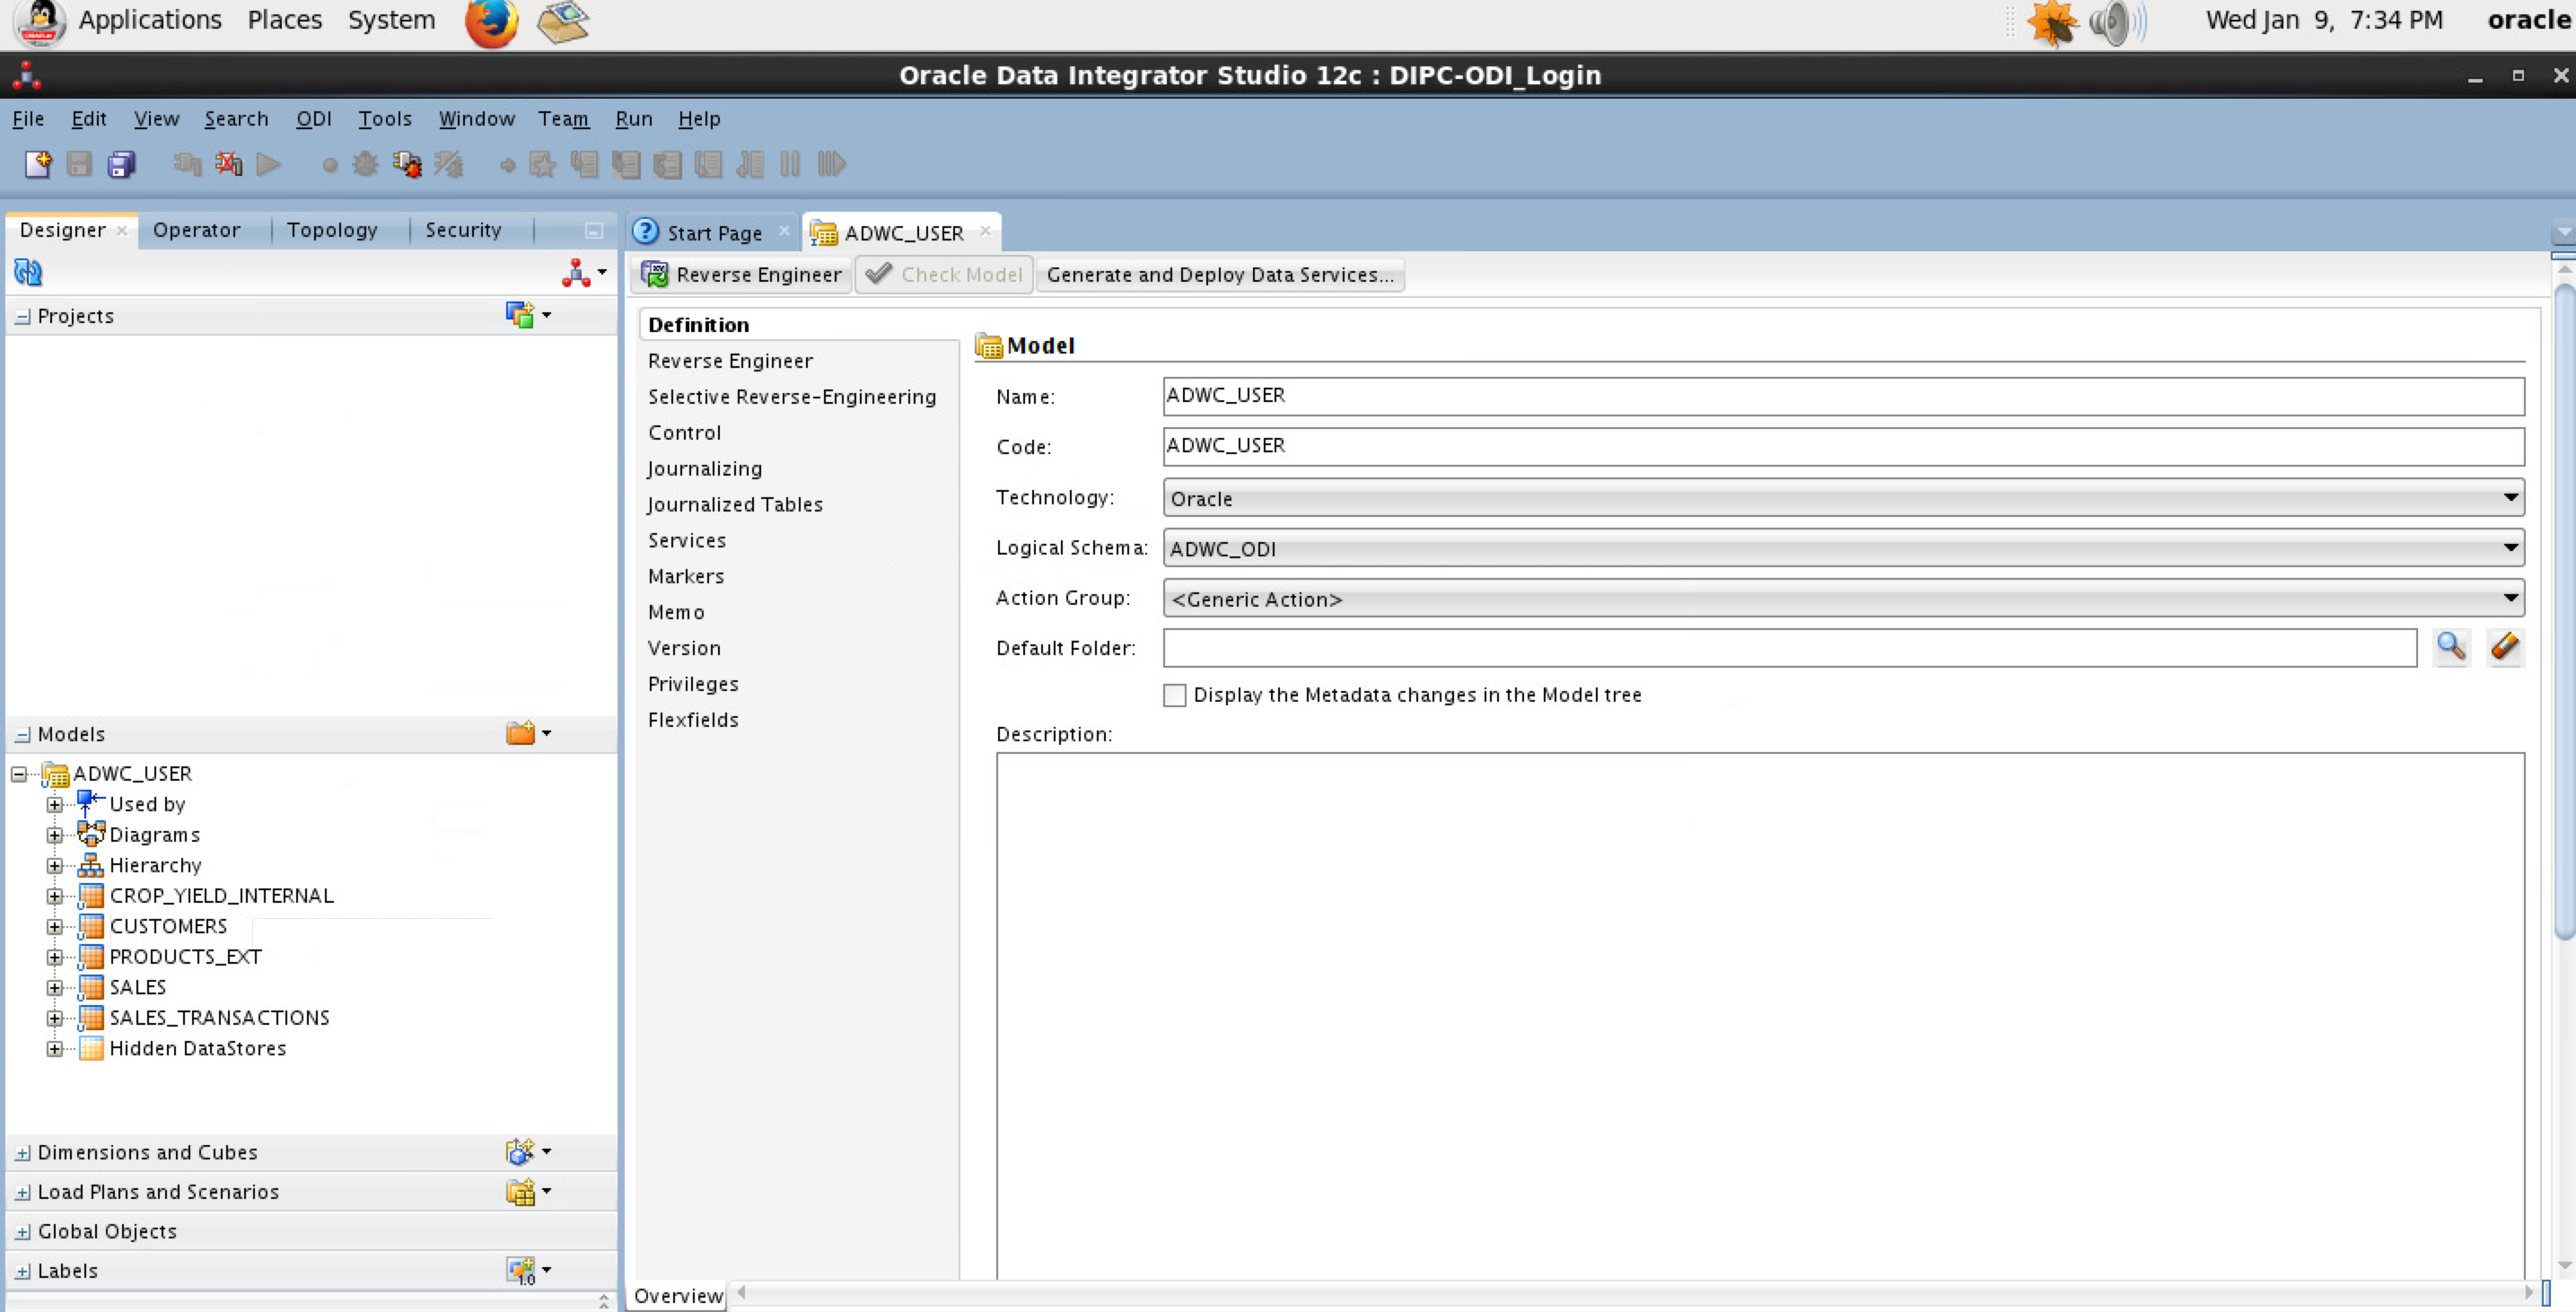 Applications Places System
Wed Jan 9, 7:34 PM oracle
Oracle Data Integrator Studio 12c : DIPC-ODI_Login
File Edit View Search ODI Tools Window Team Run Help
Designer Operator Topology Security
Start Page ADWC_USER
Reverse Engineer Check Model Generate and Deploy Data Services...
Projects
Models
ADWC_USER
Used by
Diagrams
Hierarchy
CROP_YIELD_INTERNAL
CUSTOMERS
PRODUCTS_EXT
SALES
SALES_TRANSACTIONS
Hidden DataStores
Dimensions and Cubes
Load Plans and Scenarios
Global Objects
Labels
1.0
Definition
Reverse Engineer
Selective Reverse-Engineering
Control
Journalizing
Journalized Tables
Services
Markers
Memo
Version
Privileges
Flexfields
Model
Name: ADWC_USER
Code: ADWC_USER
Technology: Oracle
Logical Schema: ADWC_ODI
Action Group: <Generic Action>
Default Folder:
Display the Metadata changes in the Model tree
Description:
Overview